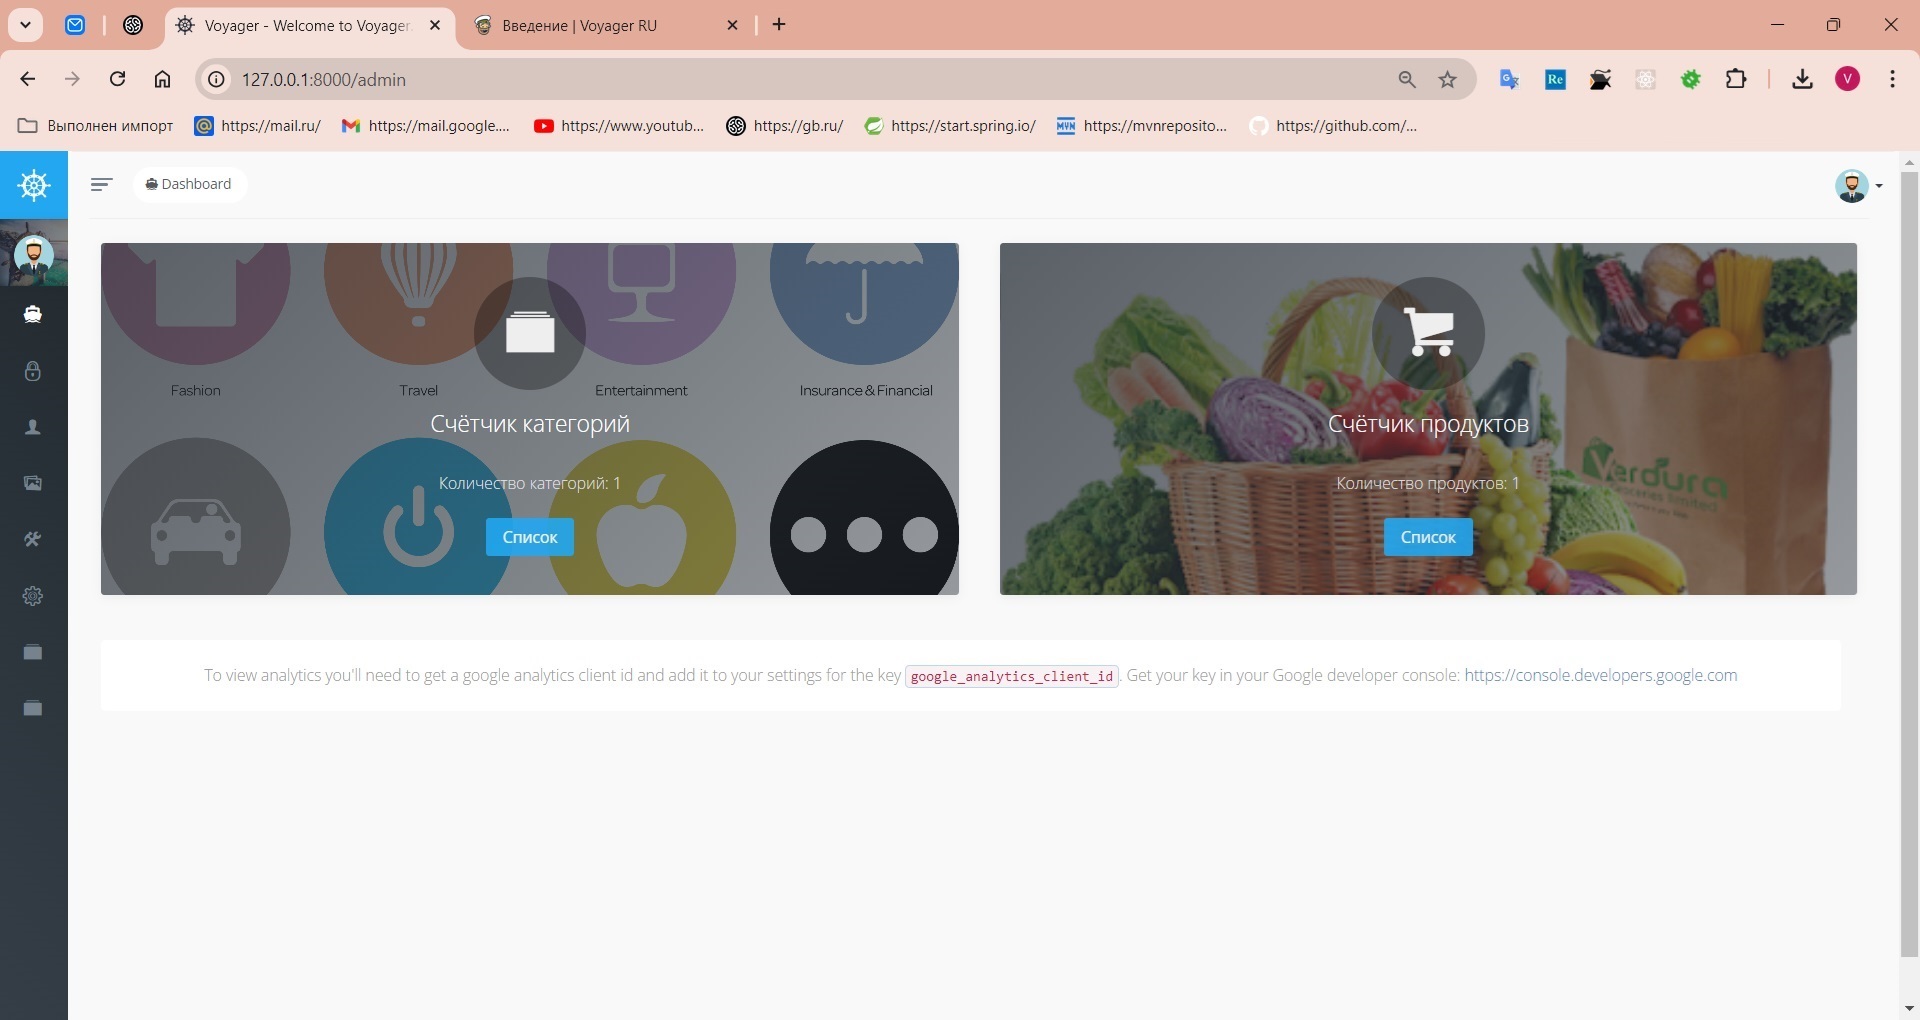 Voyager - Welcome to Voyager.
Введение | Voyager RU
127.0.0.1:8000/admin
V
Выполнен импорт
https://mail.ru/
https://mail.google....
https://www.youtub...
https://gb.ru/
https://start.spring.io/
https://mvnreposito...
https://github.com/...
Dashboard
Fashion
Travel
Entertainment
Insurance & Financial
Счётчик категорий
Количество категорий: 1
Список
Счётчик продуктов
Количество продуктов: 1
Список
Verdura
To view analytics you'll need to get a google analytics client id and add it to your settings for the key google_analytics_client_id. Get your key in your Google developer console: https://console.developers.google.com